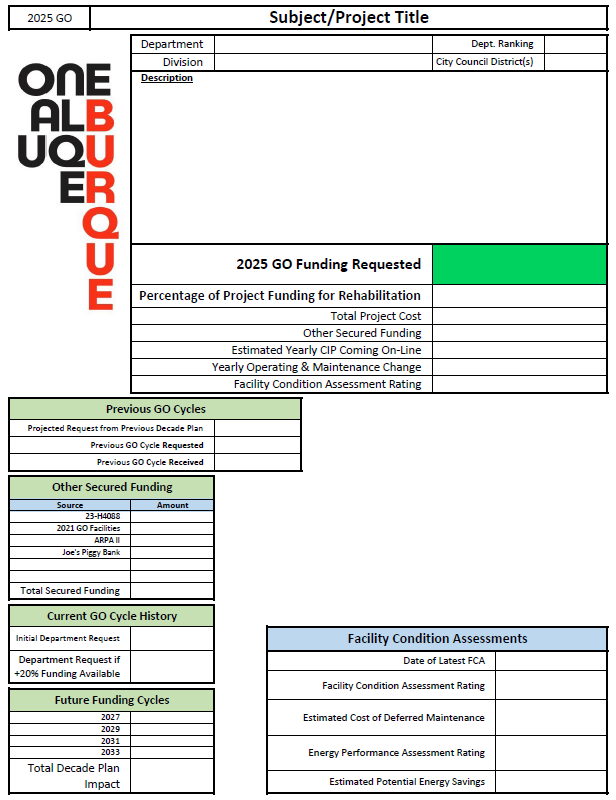 2025 GO
Subject/Project Title
Department
Dept. Ranking
Division
City Council District(s)
ONE
ALBUQUERQUE
Description
2025 GO Funding Requested
Percentage of Project Funding for Rehabilitation
Total Project Cost
Other Secured Funding
Estimated Yearly CIP Coming On-Line
Yearly Operating & Maintenance Change
Facility Condition Assessment Rating
Previous GO Cycles
Projected Request from Previous Decade Plan
Previous GO Cycle Requested
Previous GO Cycle Received
Other Secured Funding
Source
Amount
23-H4088
2021 GO Facilities
ARPA II
Joe's Piggy Bank
Total Secured Funding
Current GO Cycle History
Initial Department Request
Department Request if
+20% Funding Available
Future Funding Cycles
2027
2029
2031
2033
Total Decade Plan
Impact
Facility Condition Assessments
Date of Latest FCA
Facility Condition Assessment Rating
Estimated Cost of Deferred Maintenance
Energy Performance Assessment Rating
Estimated Potential Energy Savings